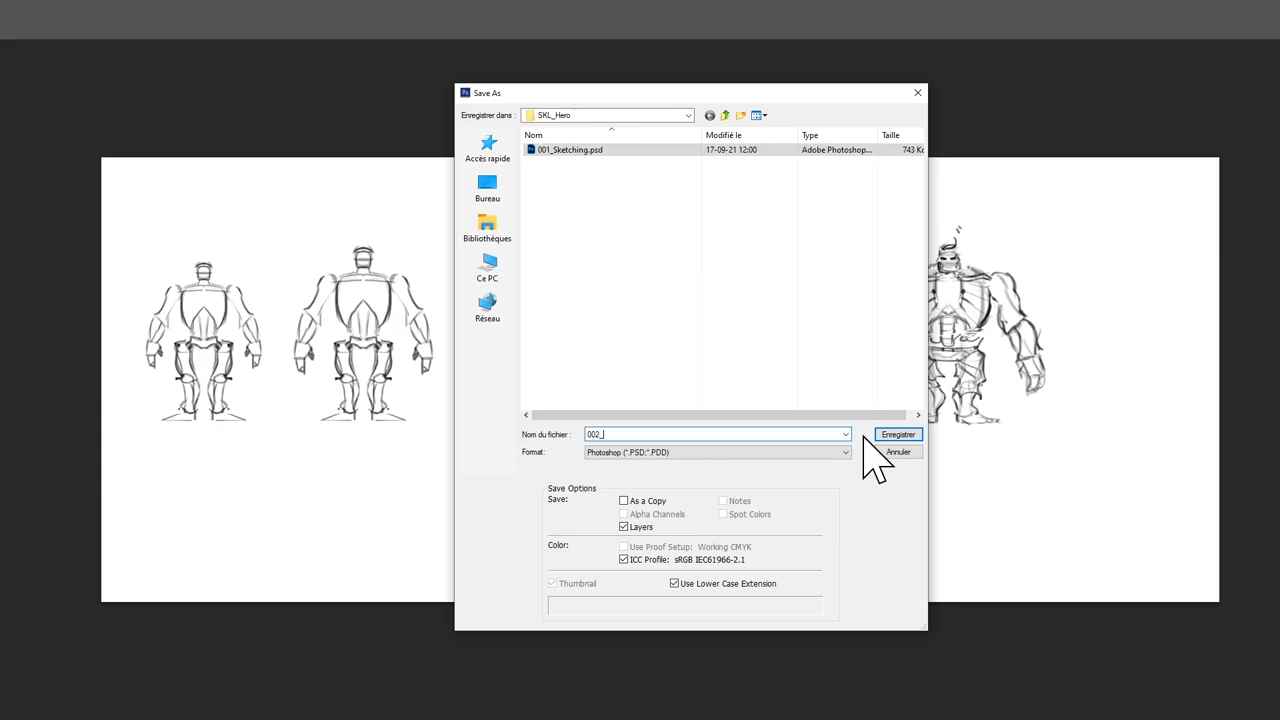 Ps Save As
Enregistrer dans : SKL_Hero
Nom Modifié le Type Taille
001_Sketching.psd 17-09-21 12:00 Adobe Photoshop... 743 Kc
Accès rapide
Bureau
Bibliothèques
Ce PC
Réseau
Nom du fichier : 002_ Enregistrer
Format: Photoshop (*.PSD;*.PDD) Annuler
Save Options
Save: As a Copy Notes
Alpha Channels Spot Colors
Layers
Color: Use Proof Setup: Working CMYK
ICC Profile: sRGB IEC61966-2.1
Thumbnail Use Lower Case Extension